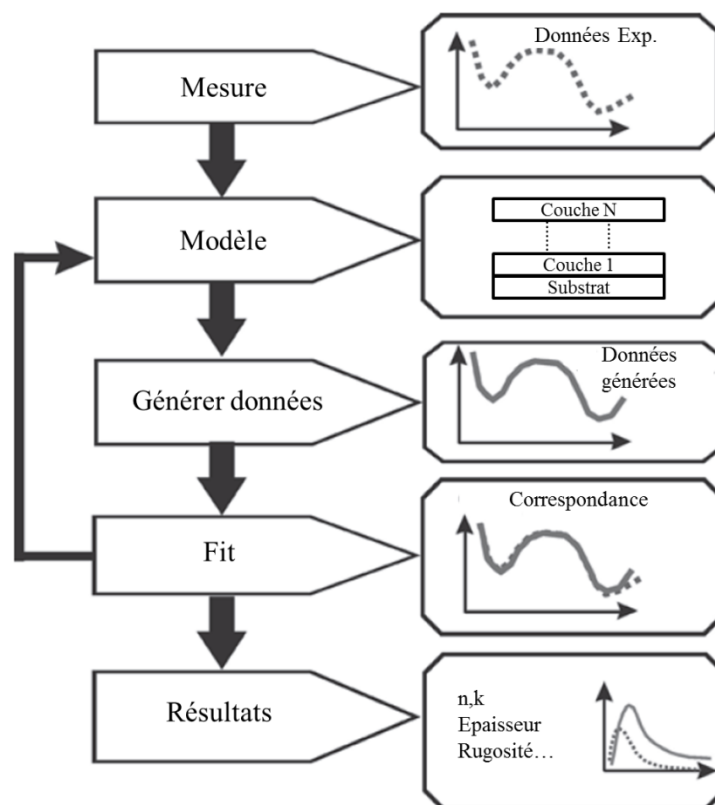 Mesure
Données Exp.
Modèle
Couche N
Couche 1
Substrat
Générer données
Données
générées
Fit
Correspondance
Résultats
n,k
Epaisseur
Rugosité…